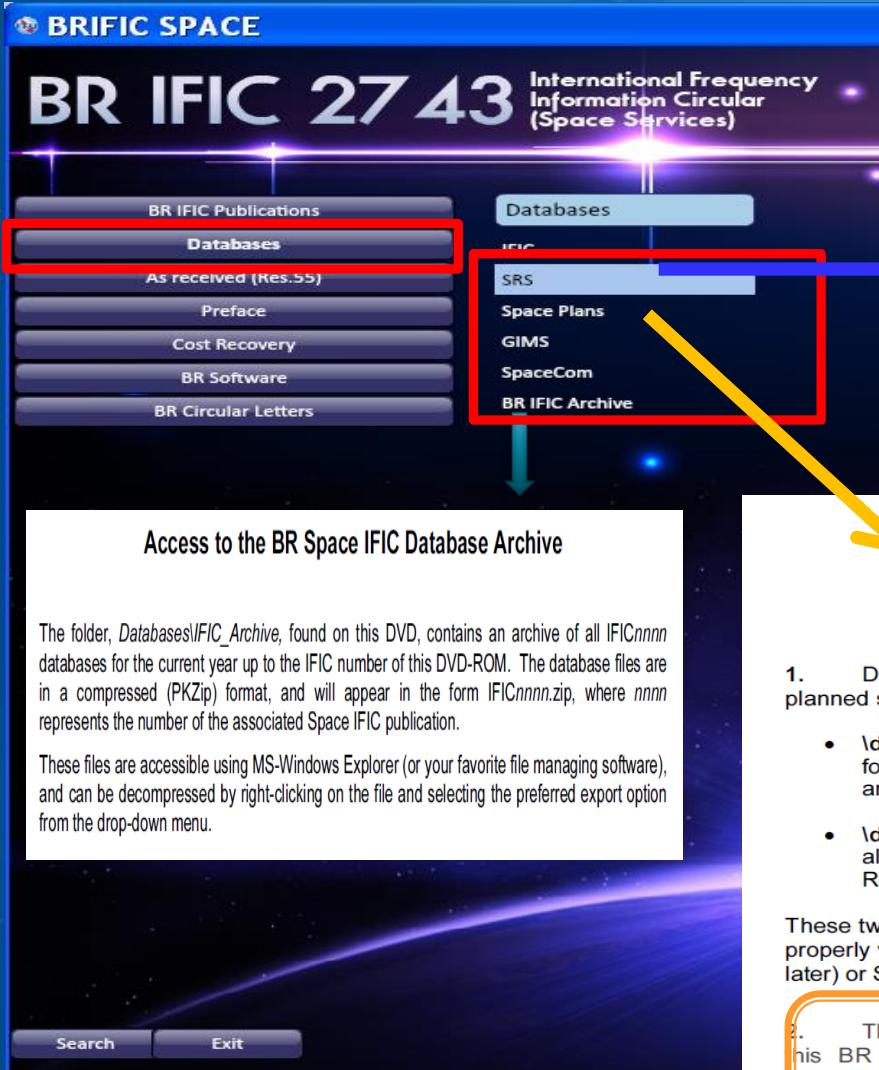 BRIFIC SPACE
BR IFIC 2743
International Frequency
Information Circular
(Space Services)
BR IFIC Publications
Databases
As received (Res.55)
Preface
Cost Recovery
BR Software
BR Circular Letters
Databases
IFIC
SRS
Space Plans
GIMS
SpaceCom
BR IFIC Archive
Access to the BR Space IFIC Database Archive
The folder, Databases\IFIC_Archive, found on this DVD, contains an archive of all IFICnnnn
databases for the current year up to the IFIC number of this DVD-ROM. The database files are
in a compressed (PKZip) format, and will appear in the form IFICnnnn.zip, where nnnn
represents the number of the associated Space IFIC publication.
These files are accessible using MS-Windows Explorer (or your favorite file managing software),
and can be decompressed by right-clicking on the file and selecting the preferred export option
from the drop-down menu.
Search
Exit
1.
planned
These
properly
later) or
2.
this BR